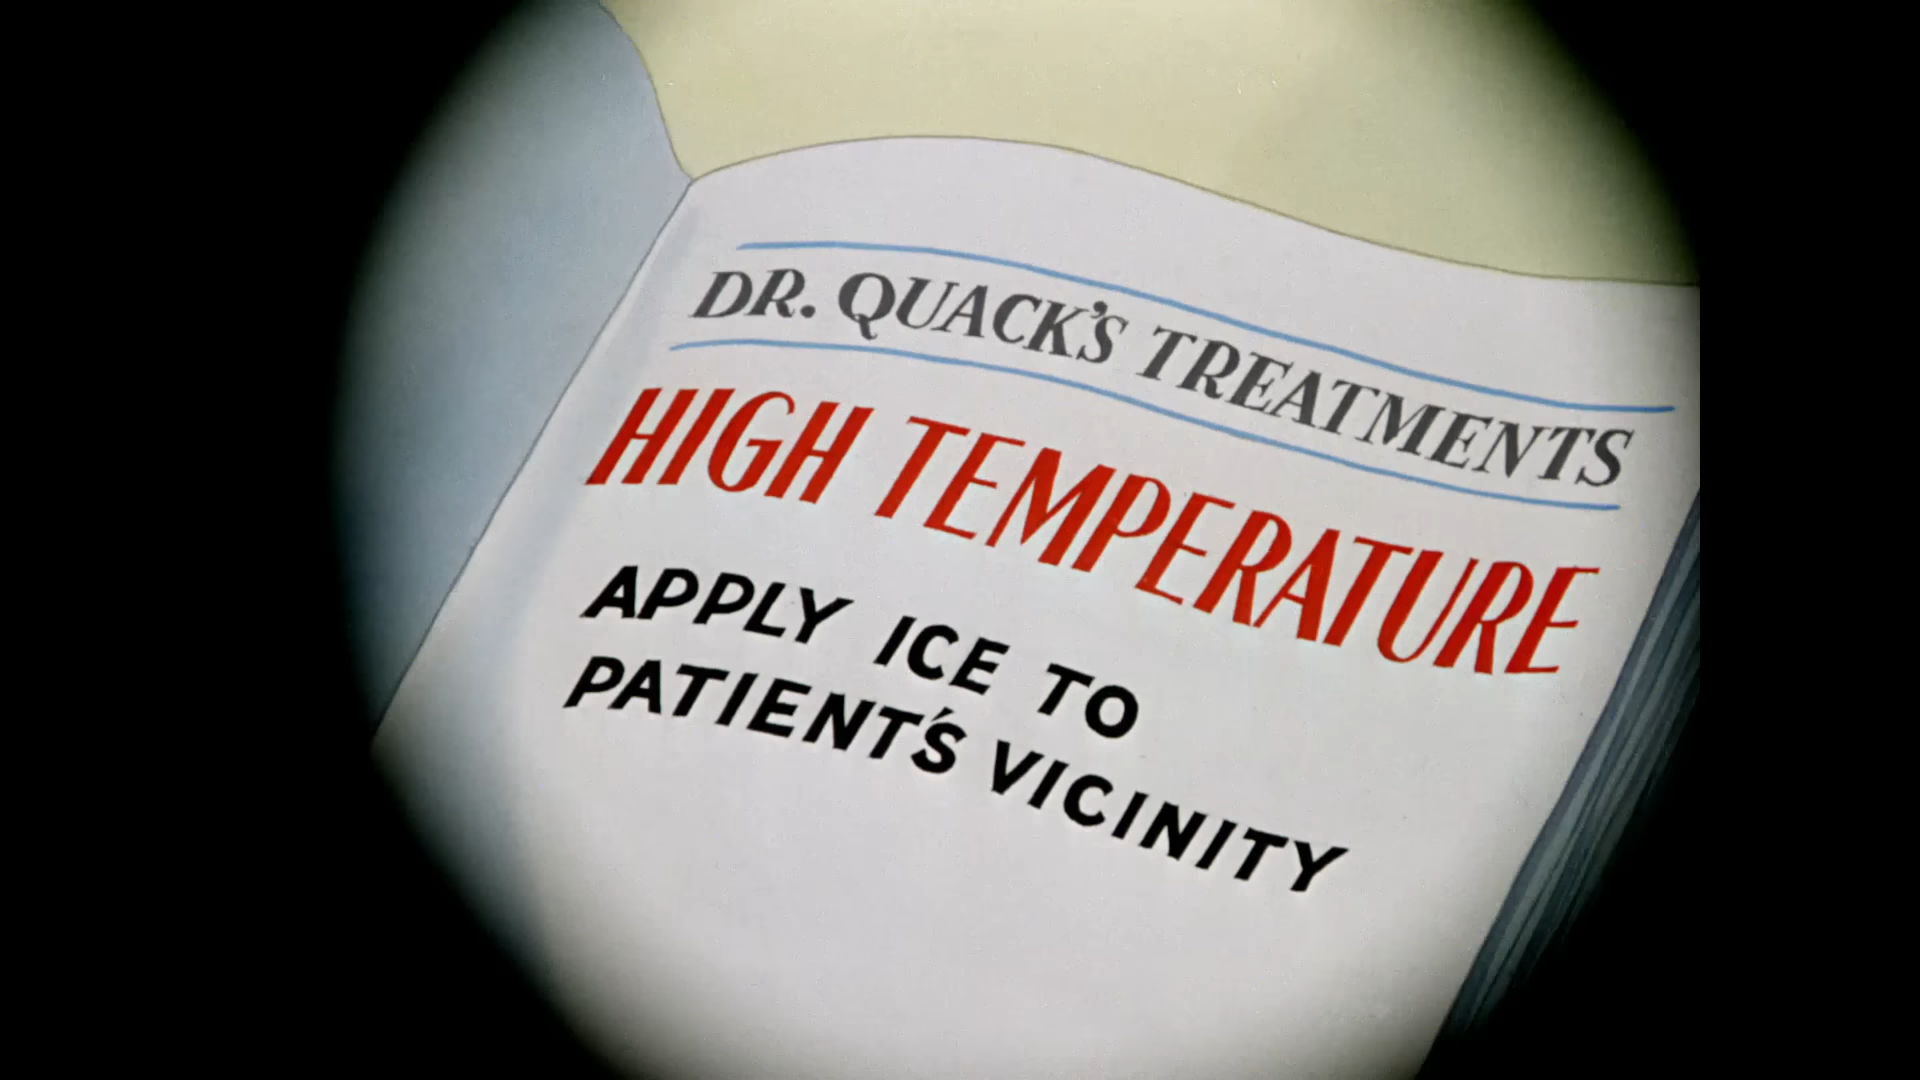 DR. QUACK'S TREATMENTS
HIGH TEMPERATURE
APPLY ICE TO
PATIENT'S VICINITY